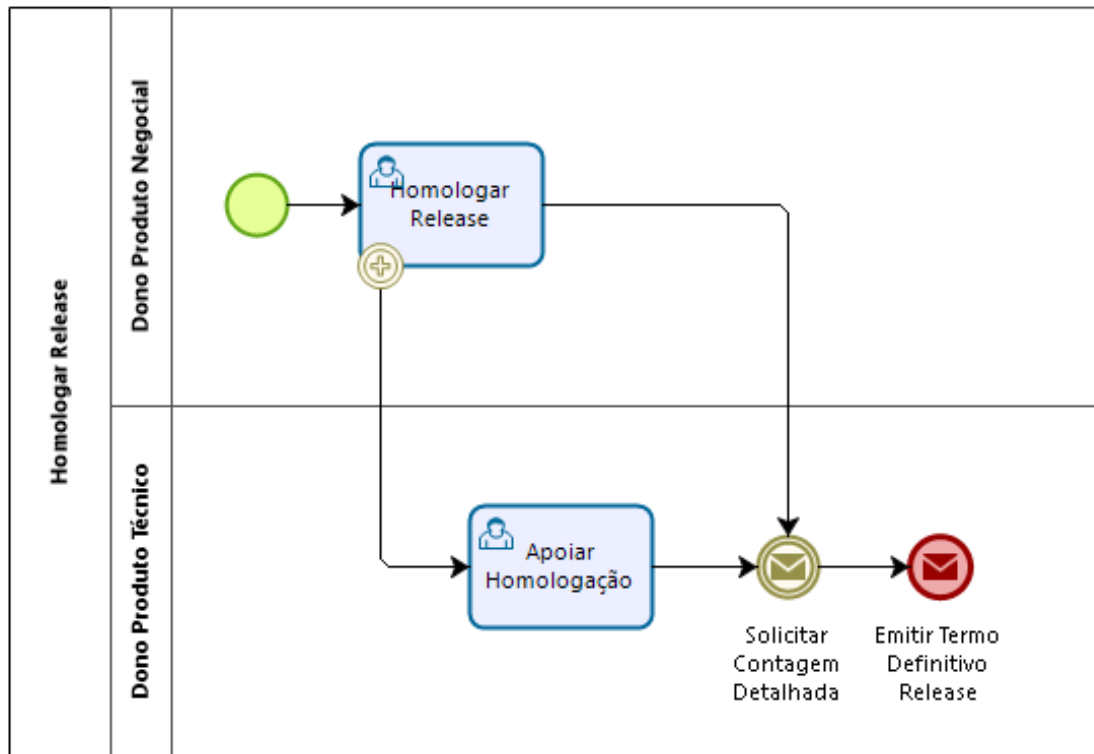 Homologar Release
Dono Produto Negocial
Homologar
Release
Dono Produto Técnico
Apoiar
Homologação
Solicitar
Contagem
Detalhada
Emitir Termo
Definitivo
Release